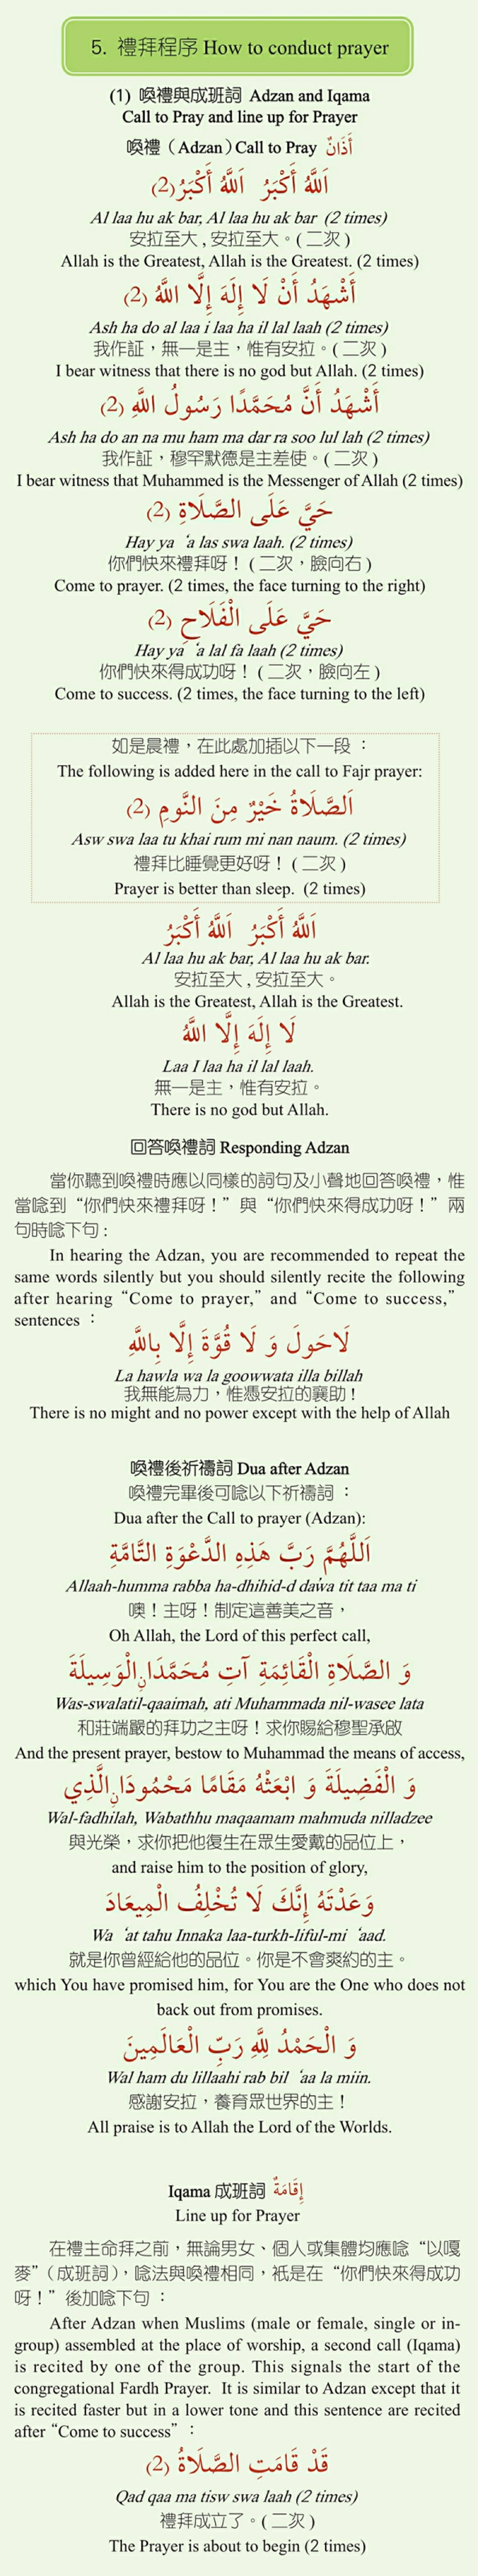 5. 禮拜程序 How to conduct prayer
(1) 喚禮與成班詞 Adzan and Iqama
Call to Pray and line up for Prayer
喚禮（Adzan）Call to Pray أَذَانٌ
اَللَّهُ أَكْبَرُ اَللَّهُ أَكْبَرُ(2)
Al laa hu ak bar, Al laa hu ak bar (2 times)
安拉至大 , 安拉至大。( 二次 )
Allah is the Greatest, Allah is the Greatest. (2 times)
أَشْهَدُ أَنْ لَا إِلَهَ إِلَّا اللَّهُ (2)
Ash ha do al laa i laa ha il lal laah (2 times)
我作証，無一是主，惟有安拉。( 二次 )
I bear witness that there is no god but Allah. (2 times)
أَشْهَدُ أَنَّ مُحَمَّدًا رَسُولُ اللَّهِ (2)
Ash ha do an na mu ham ma dar ra soo lul lah (2 times)
我作証，穆罕默德是主差使。( 二次 )
I bear witness that Muhammed is the Messenger of Allah (2 times)
حَيَّ عَلَى الصَّلَاةِ (2)
Hay ya ‘a las swa laah. (2 times)
你們快來禮拜呀！ ( 二次，臉向右 )
Come to prayer. (2 times, the face turning to the right)
حَيَّ عَلَى الْفَلَاحِ (2)
Hay ya ‘a lal fa laah (2 times)
你們快來得成功呀！ ( 二次，臉向左 )
Come to success. (2 times, the face turning to the left)
如是晨禮，在此處加插以下一段 ：
The following is added here in the call to Fajr prayer:
اَلصَّلَاةُ خَيْرٌ مِنَ النَّومِ (2)
Asw swa laa tu khai rum mi nan naum. (2 times)
禮拜比睡覺更好呀！ ( 二次 )
Prayer is better than sleep. (2 times)
اَللَّهُ أَكْبَرُ اَللَّهُ أَكْبَرُ
Al laa hu ak bar, Al laa hu ak bar.
安拉至大 , 安拉至大。
Allah is the Greatest, Allah is the Greatest.
لَا إِلَهَ إِلَّا اللَّهُ
Laa I laa ha il lal laah.
無一是主，惟有安拉。
There is no god but Allah.
回答喚禮詞 Responding Adzan
當你聽到喚禮時應以同樣的詞句及小聲地回答喚禮，惟
當唸到“你們快來禮拜呀！”與“你們快來得成功呀！”兩
句時唸下句 :
In hearing the Adzan, you are recommended to repeat the
same words silently but you should silently recite the following
after hearing “Come to prayer,” and “Come to success,”
sentences ：
لَاحَولَ وَ لَا قُوَّةَ إِلَّا بِاللَّهِ
La hawla wa la goowwata illa billah
我無能為力，惟憑安拉的襄助！
There is no might and no power except with the help of Allah
喚禮後祈禱詞 Dua after Adzan
喚禮完畢後可唸以下祈禱詞 ：
Dua after the Call to prayer (Adzan):
اَللَّهُمَّ رَبَّ هَذِهِ الدَّعْوَةِ التَّامَّةِ
Allaah-humma rabba ha-dhihid-d da'wa tit taa ma ti
噢！主呀！制定這善美之音，
Oh Allah, the Lord of this perfect call,
وَ الصَّلَاةِ الْقَائِمَةِ آتِ مُحَمَّدَانِ الْوَسِيلَةَ
Was-swalatil-qaaimah, ati Muhammada nil-wasee lata
和莊端嚴的拜功之主呀！求你賜給穆聖承啟
And the present prayer, bestow to Muhammad the means of access,
وَ الْفَضِيلَةَ وَ ابْعَثْهُ مَقَامًا مَحْمُودَانِ الَّذِي
Wal-fadhilah, Wabathhu maqaamam mahmuda nilladzee
與光榮，求你把他復生在眾生愛戴的品位上，
and raise him to the position of glory,
وَعَدْتَهُ إِنَّكَ لَا تُخْلِفُ الْمِيعَادَ
Wa ‘at tahu Innaka laa-turkh-liful-mi ‘aad.
就是你曾經給他的品位。你是不會爽約的主。
which You have promised him, for You are the One who does not
back out from promises.
وَ الْحَمْدُ لِلَّهِ رَبِّ الْعَالَمِينَ
Wal ham du lillaahi rab bil ‘aa la miin.
感謝安拉，養育眾世界的主！
All praise is to Allah the Lord of the Worlds.
Iqama 成班詞 إِقَامَةٌ
Line up for Prayer
在禮主命拜之前，無論男女、個人或集體均應唸“以嘎
麥”（成班詞），唸法與喚禮相同，衹是在“你們快來得成功
呀！”後加唸下句 ：
After Adzan when Muslims (male or female, single or in-
group) assembled at the place of worship, a second call (Iqama)
is recited by one of the group. This signals the start of the
congregational Fardh Prayer. It is similar to Adzan except that it
is recited faster but in a lower tone and this sentence are recited
after “Come to success” ：
قَدْ قَامَتِ الصَّلَاةُ (2)
Qad qaa ma tisw swa laah (2 times)
禮拜成立了。( 二次 )
The Prayer is about to begin (2 times)